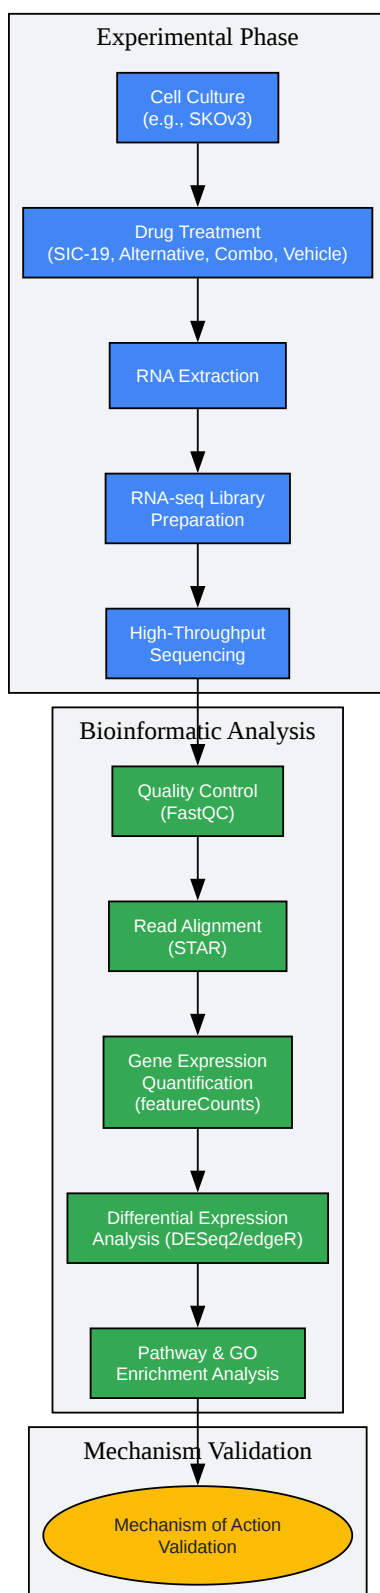 Experimental Phase
Cell Culture
(e.g., SKOv3)
Drug Treatment
(SIC-19, Alternative, Combo, Vehicle)
RNA Extraction
RNA-seq Library
Preparation
High-Throughput
Sequencing
Bioinformatic Analysis
Quality Control
(FastQC)
Read Alignment
(STAR)
Gene Expression
Quantification
(featureCounts)
Differential Expression
Analysis (DESeq2/edgeR)
Pathway & GO
Enrichment Analysis
Mechanism Validation
Mechanism of Action
Validation